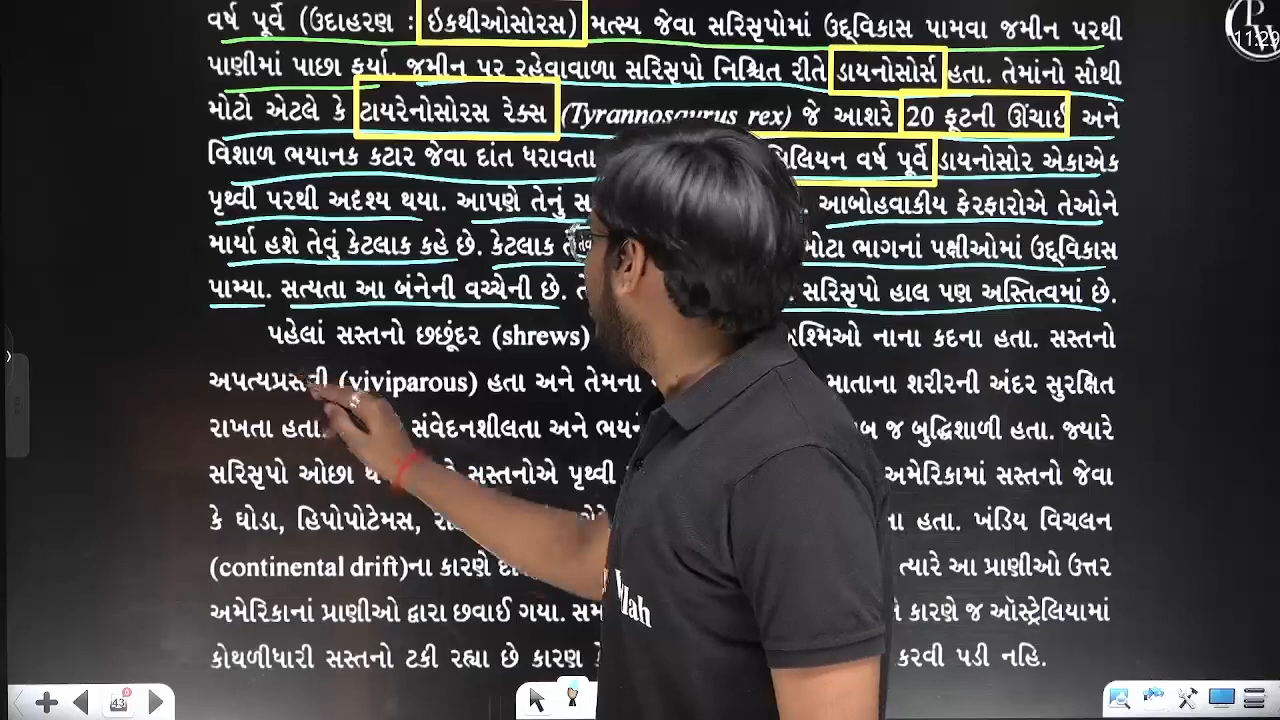 વર્ષ પૂર્વે (ઉદાહરણ : ઇકથીઓસોરસ) મત્સ્ય જેવા સરિસૃપોમાં ઉદ્દવિકાસ પામવા જમીન પરથી
11:29
પાણીમાં પાછા ફર્યા. જમીન પર રહેવાવાળા સરિસૃપો નિશ્ચિત રીતે ડાયનોસોર્સ હતા. તેમાંનો સૌથી
મોટો એટલે કે ટાયરેનોસોરસ રેક્સ (Tyrannosaurus rex) જે આશરે 20 ફૂટની ઊંચાઈ અને
વિશાળ ભયાનક કટાર જેવા દાંત ધરાવતા વર્ષ પૂર્વે ડાયનોસોર એકાએક
પૃથ્વી પરથી અદૃશ્ય થયા. આપણે તેનું આબોહવાકીય ફેરફારોએ તેઓને
માર્યા હશે તેવું કેટલાક કહે છે. કેટલાક મોટા ભાગનાં પક્ષીઓમાં ઉદ્દવિકાસ
પામ્યા. સત્યતા આ બંનેની વચ્ચેની છે. સરિસૃપો હાલ પણ અસ્તિત્વમાં છે.
પહેલાં સસ્તનો છછૂંદર (shrews) નાના કદના હતા. સસ્તનો
(viviparous) હતા અને તેમના માતાના શરીરની અંદર સુરક્ષિત
રાખતા હતા. સંવેદનશીલતા અને જ બુદ્ધિશાળી હતા. જ્યારે
સરિસૃપો ઓછા સસ્તનોએ પૃથ્વી અમેરિકામાં સસ્તનો જેવા
કે ઘોડા, હિપોપોટેમસ, હતા. ખંડિય વિચલન
(continental drift)ના કારણે ત્યારે આ પ્રાણીઓ ઉત્તર
અમેરિકાનાં પ્રાણીઓ દ્વારા છવાઈ ગયા. કારણે જ ઑસ્ટ્રેલિયામાં
કોથળીધારી સસ્તનો ટકી રહ્યા છે કારણ કરવી પડી નહિ.
43